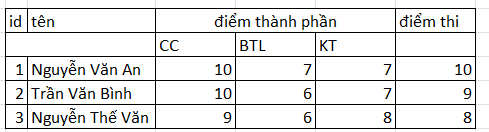 id tên điểm thành phần điểm thi
CC BTL KT
1 Nguyễn Văn An 10 7 7 10
2 Trần Văn Bình 10 6 7 9
3 Nguyễn Thế Văn 9 6 8 8